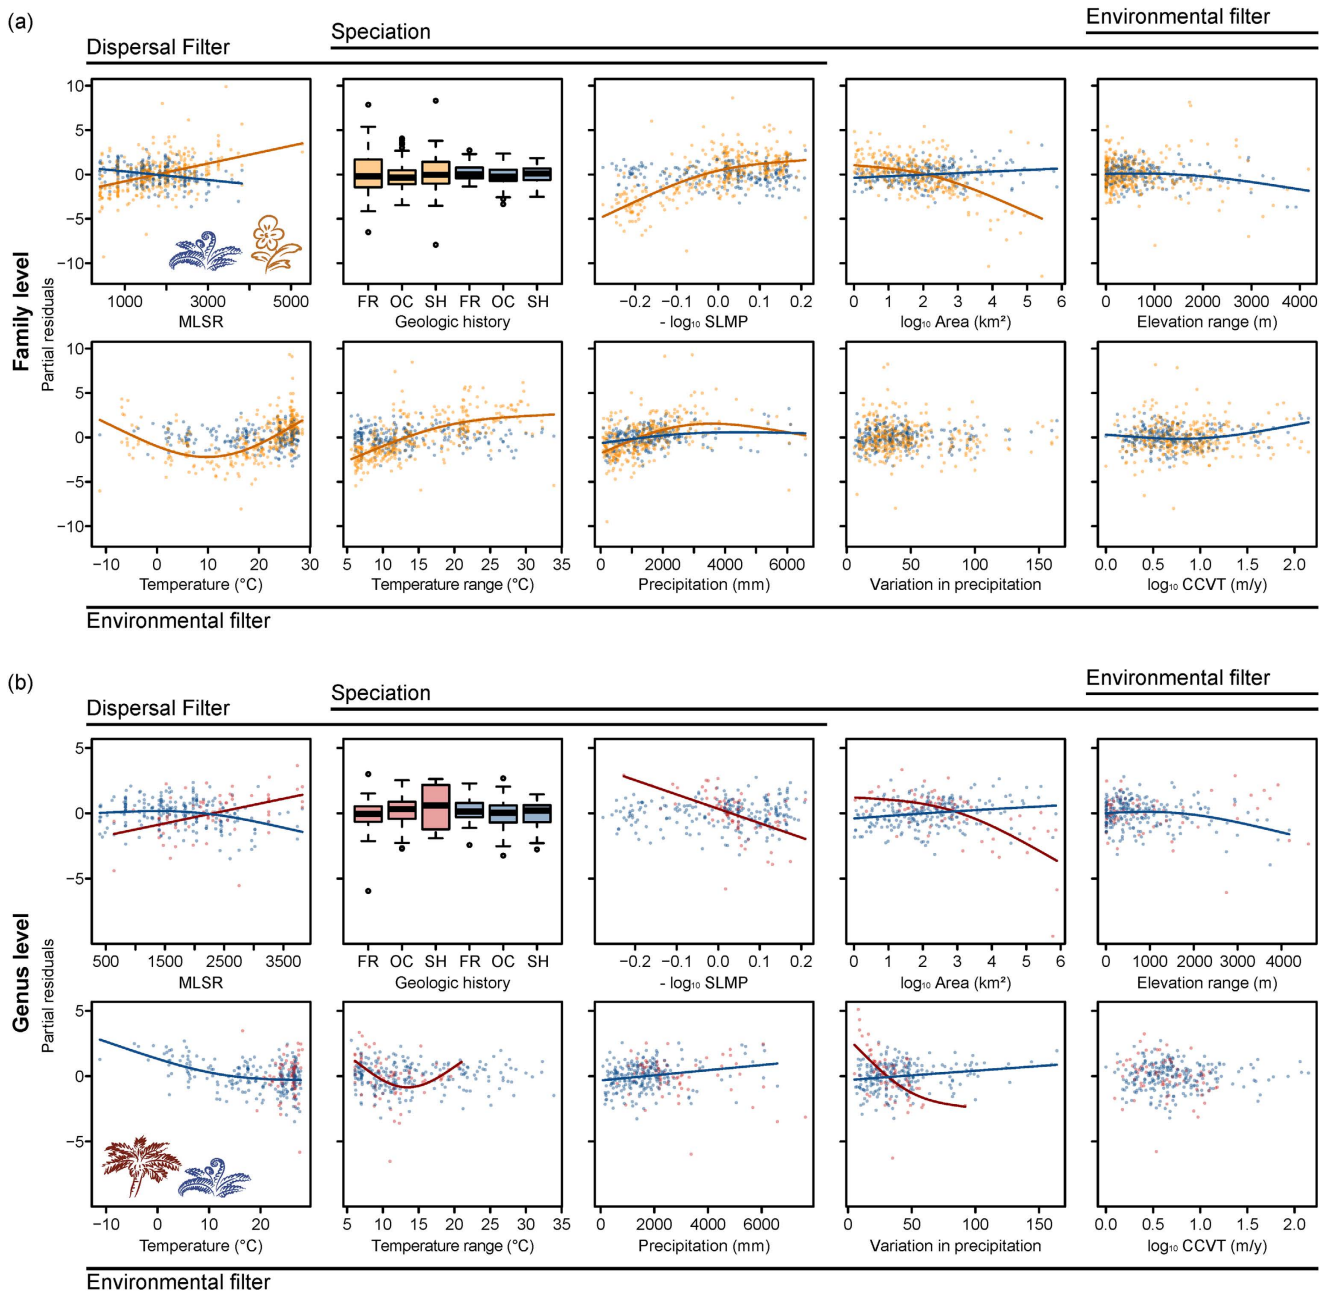 (a)
Environmental filter
Speciation
Dispersal Filter
Family level
Partial residuals
10
5
0
−5
−10
1000 3000 5000
MLSR
FR OC SH FR OC SH
Geologic history
−0.2 −0.1 0.0 0.1 0.2
- log₁₀ SLMP
0 1 2 3 4 5 6
log₁₀ Area (km²)
0 1000 2000 3000 4000
Elevation range (m)
10
5
0
−5
−10
−10 0 10 20 30
Temperature (°C)
5 10 15 20 25 30 35
Temperature range (°C)
0 2000 4000 6000
Precipitation (mm)
0 50 100 150
Variation in precipitation
0.0 0.5 1.0 1.5 2.0
log₁₀ CCVT (m/y)
Environmental filter
(b)
Environmental filter
Speciation
Dispersal Filter
Genus level
Partial residuals
5
0
−5
500 1500 2500 3500
MLSR
FR OC SH FR OC SH
Geologic history
−0.2 −0.1 0.0 0.1 0.2
- log₁₀ SLMP
0 1 2 3 4 5 6
log₁₀ Area (km²)
0 1000 2000 3000 4000
Elevation range (m)
5
0
−5
−10 0 10 20
Temperature (°C)
5 10 15 20 25 30 35
Temperature range (°C)
0 2000 4000 6000
Precipitation (mm)
0 50 100 150
Variation in precipitation
0.0 0.5 1.0 1.5 2.0
log₁₀ CCVT (m/y)
Environmental filter